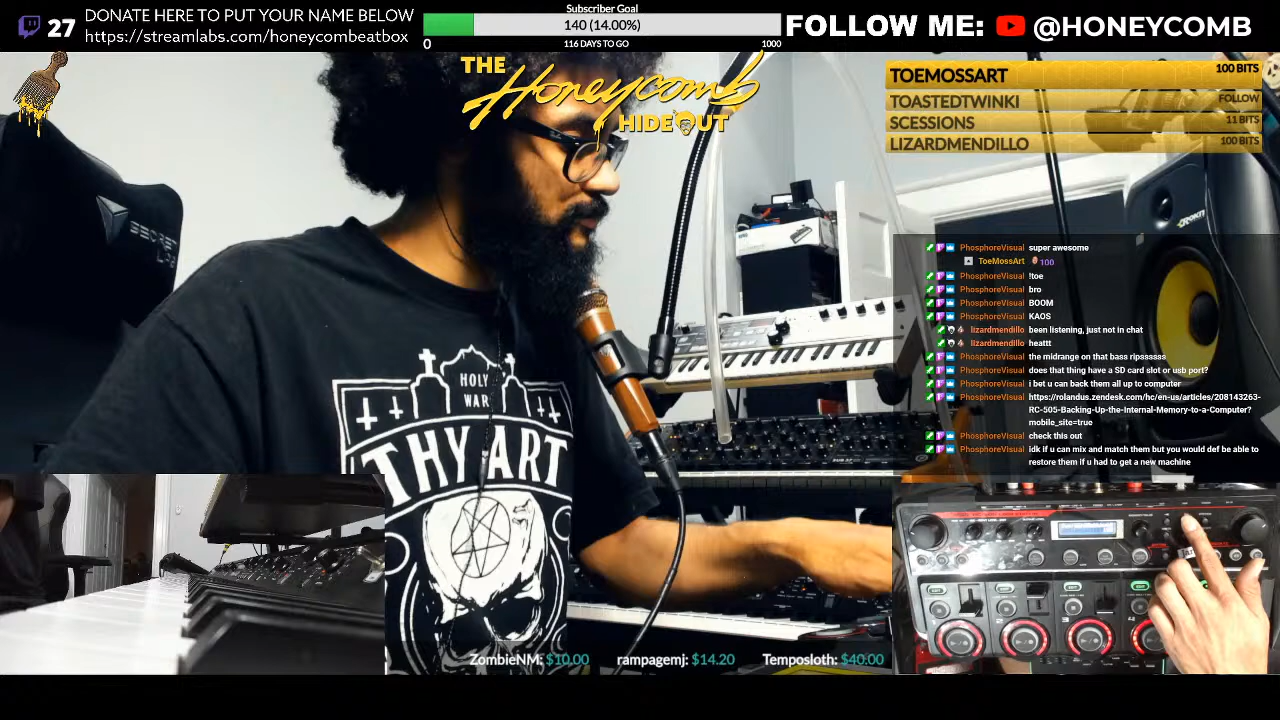 27
DONATE HERE TO PUT YOUR NAME BELOW
https://streamlabs.com/honeycombeatbox
Subscriber Goal
140 (14.00%)
0
116 DAYS TO GO
1000
FOLLOW ME: @HONEYCOMB
THE
Honeycomb
HIDEOUT
TOEMOSSART 100 BITS
TOASTEDTWINKI FOLLOW
SCESSIONS 11 BITS
LIZARDMENDILLO 100 BITS
ROKIT
PhosphoreVisual super awesome
ToeMossArt 100
PhosphoreVisual !toe
PhosphoreVisual bro
PhosphoreVisual BOOM
PhosphoreVisual KAOS
lizardmendillo been listening, just not in chat
lizardmendillo heattt
PhosphoreVisual the midrange on that bass ripssssss
PhosphoreVisual does that thing have a SD card slot or usb port?
PhosphoreVisual i bet u can back them all up to computer
PhosphoreVisual https://rolandus.zendesk.com/hc/en-us/articles/208143263-
RC-505-Backing-Up-the-Internal-Memory-to-a-Computer?
mobile_site=true
PhosphoreVisual check this out
PhosphoreVisual idk if u can mix and match them but you would def be able to
restore them if u had to get a new machine
HOLY
WAR
THY ART
ZombieNM: $10.00
rampagemj: $14.20
Temposloth: $40.00